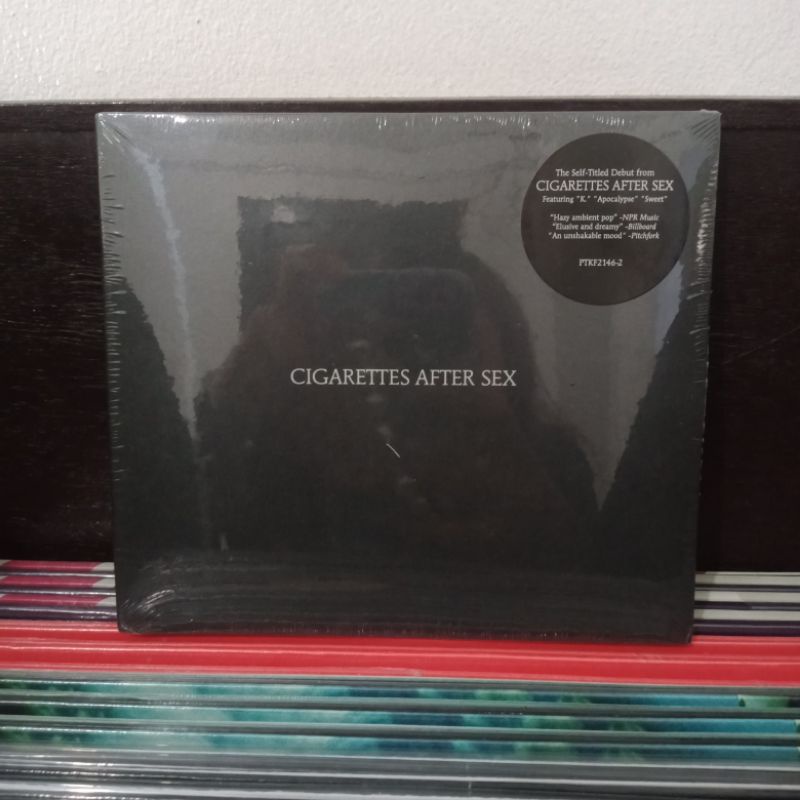 The Self-Titled Debut from
CIGARETTES AFTER SEX
Featuring "K." "Apocalypse" "Sweet"
"Hazy ambient pop" -NPR Music
"Elusive and dreamy" -Billboard
"An unshakable mood" -Pitchfork
PTKF2146-2
CIGARETTES AFTER SEX